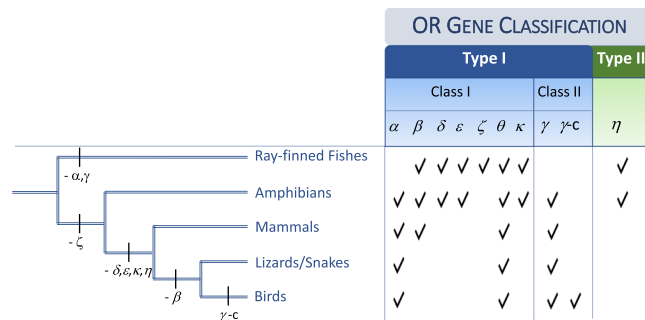 OR GENE CLASSIFICATION
Type I Type II
Class I Class II
α β δ ε ζ θ κ γ γ-c η
Ray-finned Fishes ✓ ✓ ✓ ✓ ✓ ✓ ✓
- α,γ
Amphibians ✓ ✓ ✓ ✓ ✓ ✓ ✓ ✓
- ζ
Mammals ✓ ✓ ✓ ✓
- δ,ε,κ,η
Lizards/Snakes ✓ ✓ ✓
- β
Birds ✓ ✓ ✓ ✓
γ-c